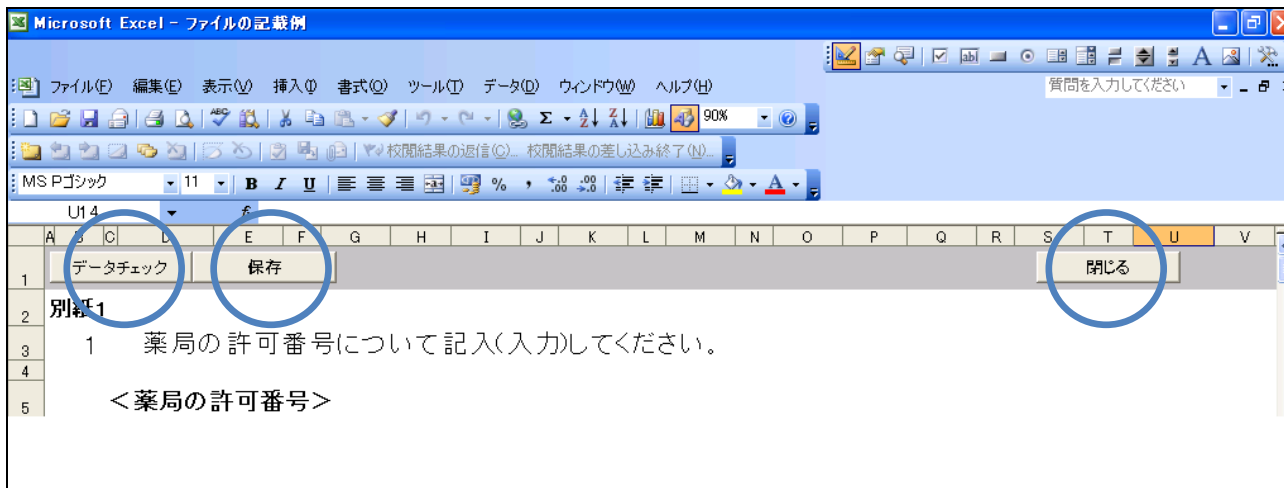 Microsoft Excel - ファイルの記載例
ファイル(F) 編集(E) 表示(V) 挿入(I) 書式(O) ツール(T) データ(D) ウィンドウ(W) ヘルプ(H) 質問を入力してください
90%
校閲結果の返信(C)... 校閲結果の差し込み終了(N)...
MS Pゴシック 11 B I U % , A
U14
A B C D E F G H I J K L M N O P Q R S T U V
1 データチェック 保存 閉じる
2 別紙1
3 1 薬局の許可番号について記入(入力)してください。
4
5 <薬局の許可番号>